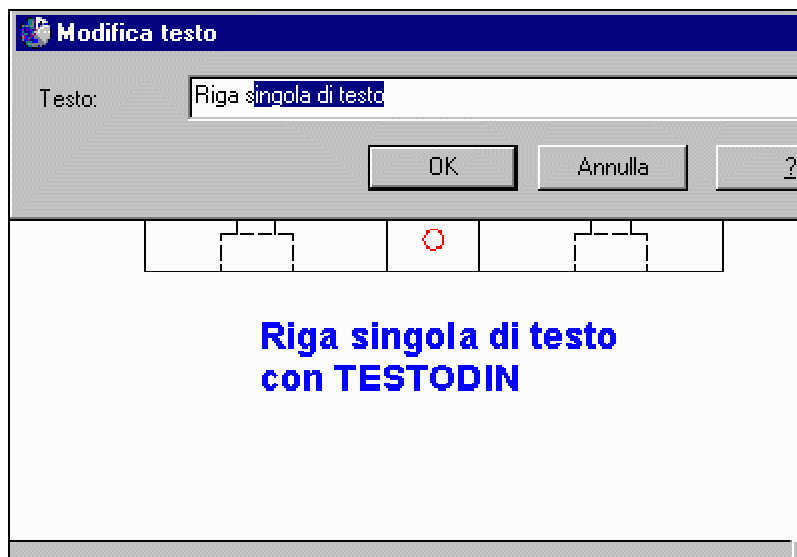 Modifica testo
Testo:
Riga singola di testo
OK
Annulla
?
Riga singola di testo
con TESTODIN